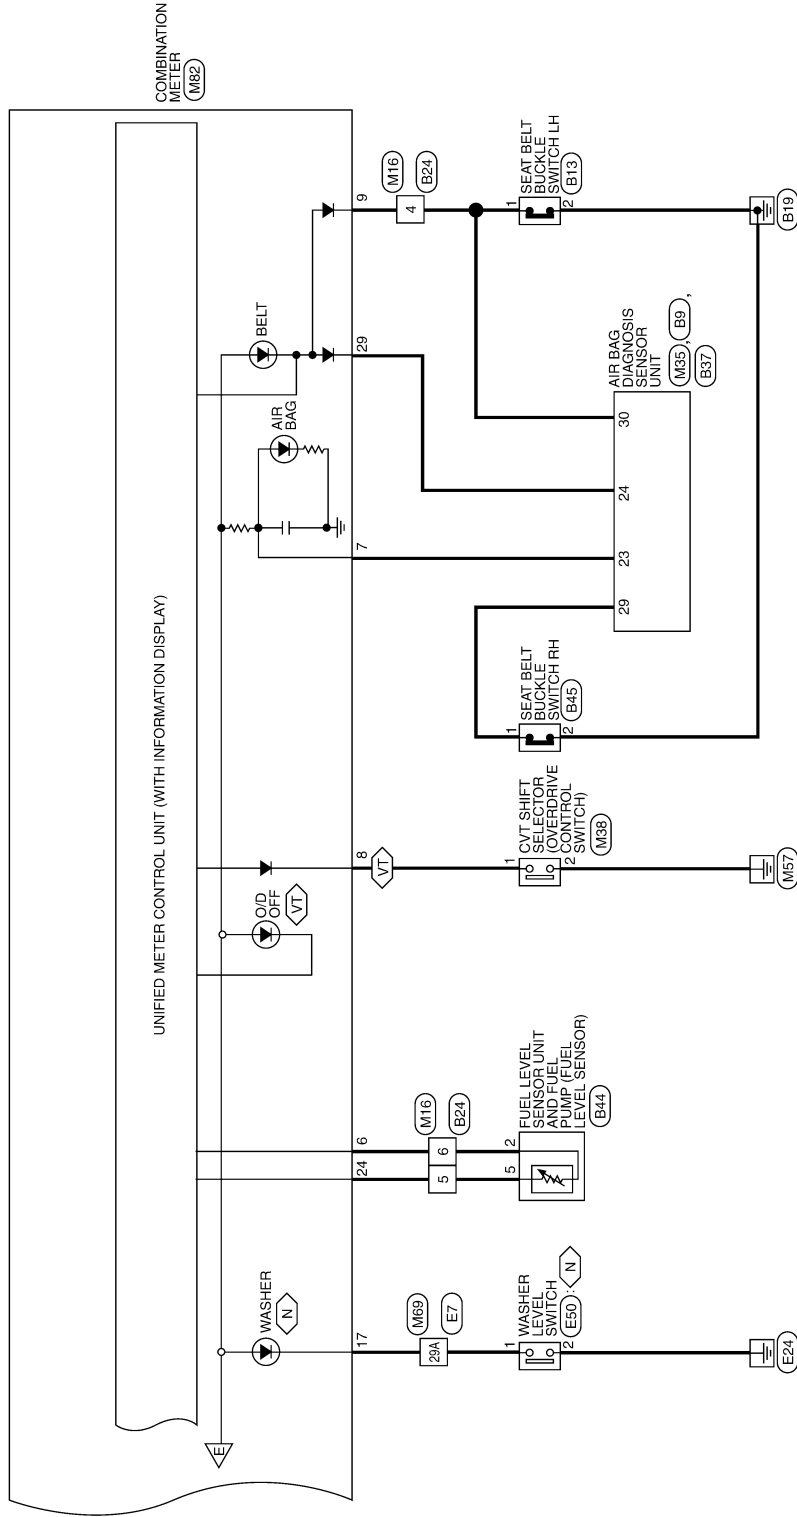 COMBINATION
METER
M82
UNIFIED METER CONTROL UNIT (WITH INFORMATION DISPLAY)
E
WASHER
N
O/D
OFF
VT
AIR
BAG
BELT
17
24
6
8
7
29
9
M69
E7
29A
M16
B24
5
6
VT
M16
B24
4
1
2
WASHER
LEVEL
SWITCH
E50 : N
5
2
FUEL LEVEL
SENSOR UNIT
AND FUEL
PUMP (FUEL
LEVEL SENSOR)
B44
1
2
CVT SHIFT
SELECTOR
(OVERDRIVE
CONTROL
SWITCH)
M38
1
2
SEAT BELT
BUCKLE
SWITCH RH
B45
29
23
24
30
AIR BAG
DIAGNOSIS
SENSOR
UNIT
M35 , B9 ,
B37
1
2
SEAT BELT
BUCKLE
SWITCH LH
B13
E24
M57
B19